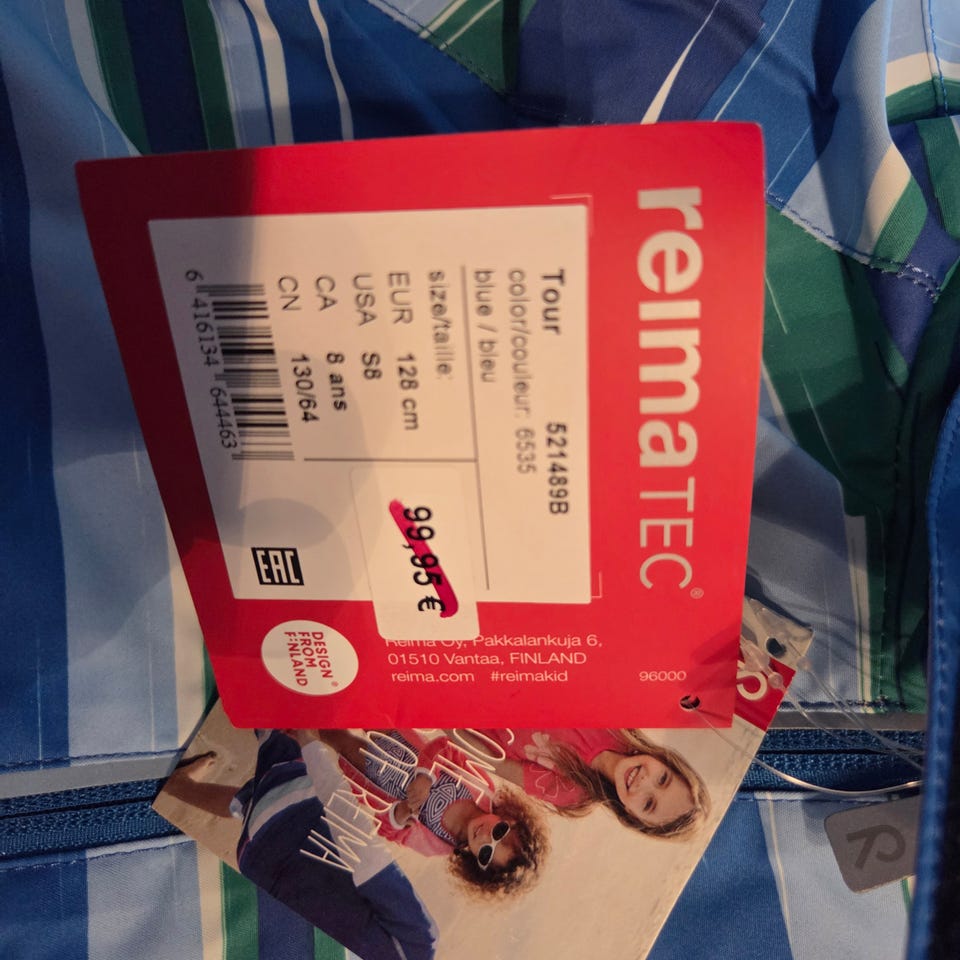 reimaTEC®
Tour 521489B
color/couleur: 6535
blue / bleu
size/taille:
EUR 128 cm
USA S8
CA 8 ans
CN 130/64
6 416134 644463
99,95 €
EAC
DESIGN
FROM
FINLAND
Reima Oy, Pakkalankuja 6,
01510 Vantaa, FINLAND
reima.com #reimakid
96000
REIMA